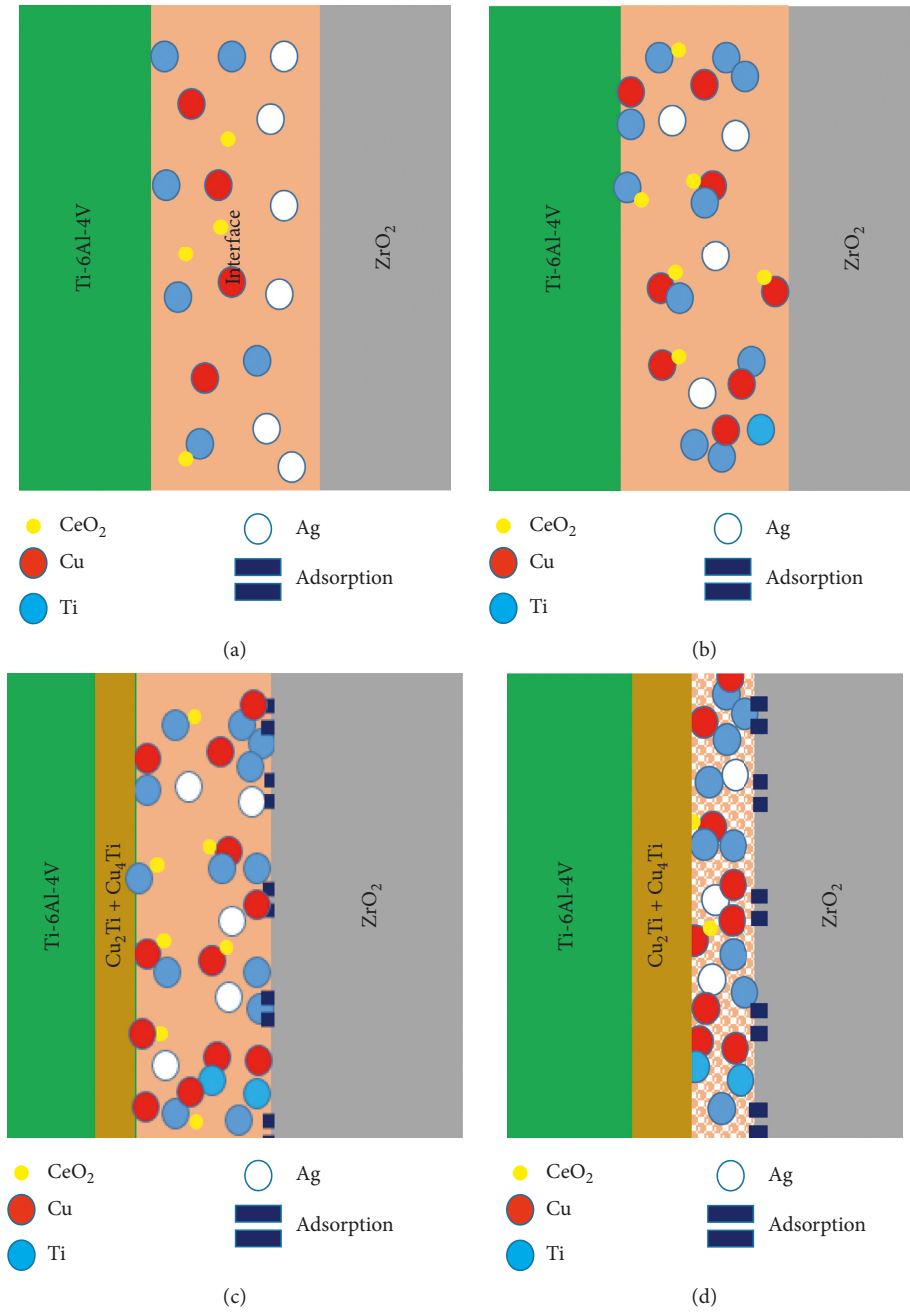 Ti-6Al-4V
Interface
ZrO₂
CeO₂
Cu
Ti
Ag
Adsorption
(a)
Ti-6Al-4V
ZrO₂
CeO₂
Cu
Ti
Ag
Adsorption
(b)
Ti-6Al-4V
Cu₂Ti + Cu₄Ti
ZrO₂
CeO₂
Cu
Ti
Ag
Adsorption
(c)
Ti-6Al-4V
Cu₂Ti + Cu₄Ti
ZrO₂
CeO₂
Cu
Ti
Ag
Adsorption
(d)